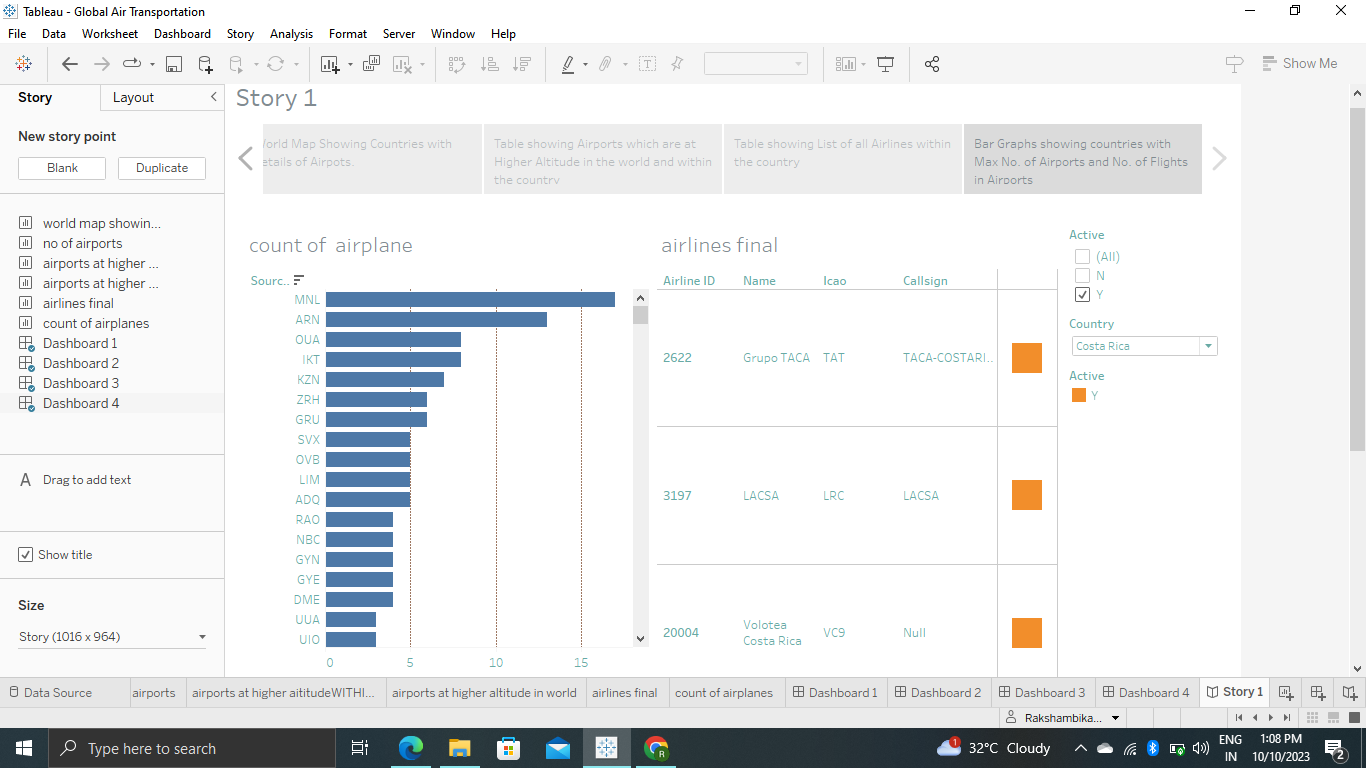 Tableau - Global Air Transportation
File Data Worksheet Dashboard Story Analysis Format Server Window Help
Show Me
Story Layout
New story point
Blank Duplicate
world map showin...
no of airports
airports at higher ...
airports at higher ...
airlines final
count of airplanes
Dashboard 1
Dashboard 2
Dashboard 3
Dashboard 4
A Drag to add text
Show title
Size
Story (1016 x 964)
Story 1
World Map Showing Countries with
etails of Airpots.
Table showing Airports which are at
Higher Altitude in the world and within
the country
Table showing List of all Airlines within
the country
Bar Graphs showing countries with
Max No. of Airports and No. of Flights
in Airports
count of airplane
Sourc..
MNL
ARN
OUA
IKT
KZN
ZRH
GRU
SVX
OVB
LIM
ADQ
RAO
NBC
GYN
GYE
DME
UUA
UIO
0 5 10 15
airlines final
Airline ID Name Icao Callsign
2622 Grupo TACA TAT TACA-COSTARI..
3197 LACSA LRC LACSA
20004 Volotea
Costa Rica VC9 Null
Active
(All)
N
Y
Country
Costa Rica
Active
Y
Data Source airports airports at higher aititudeWITHI... airports at higher altitude in world airlines final count of airplanes Dashboard 1 Dashboard 2 Dashboard 3 Dashboard 4 Story 1
Rakshambika...
Type here to search
R
1
32°C Cloudy
ENG
IN
1:08 PM
10/10/2023
2